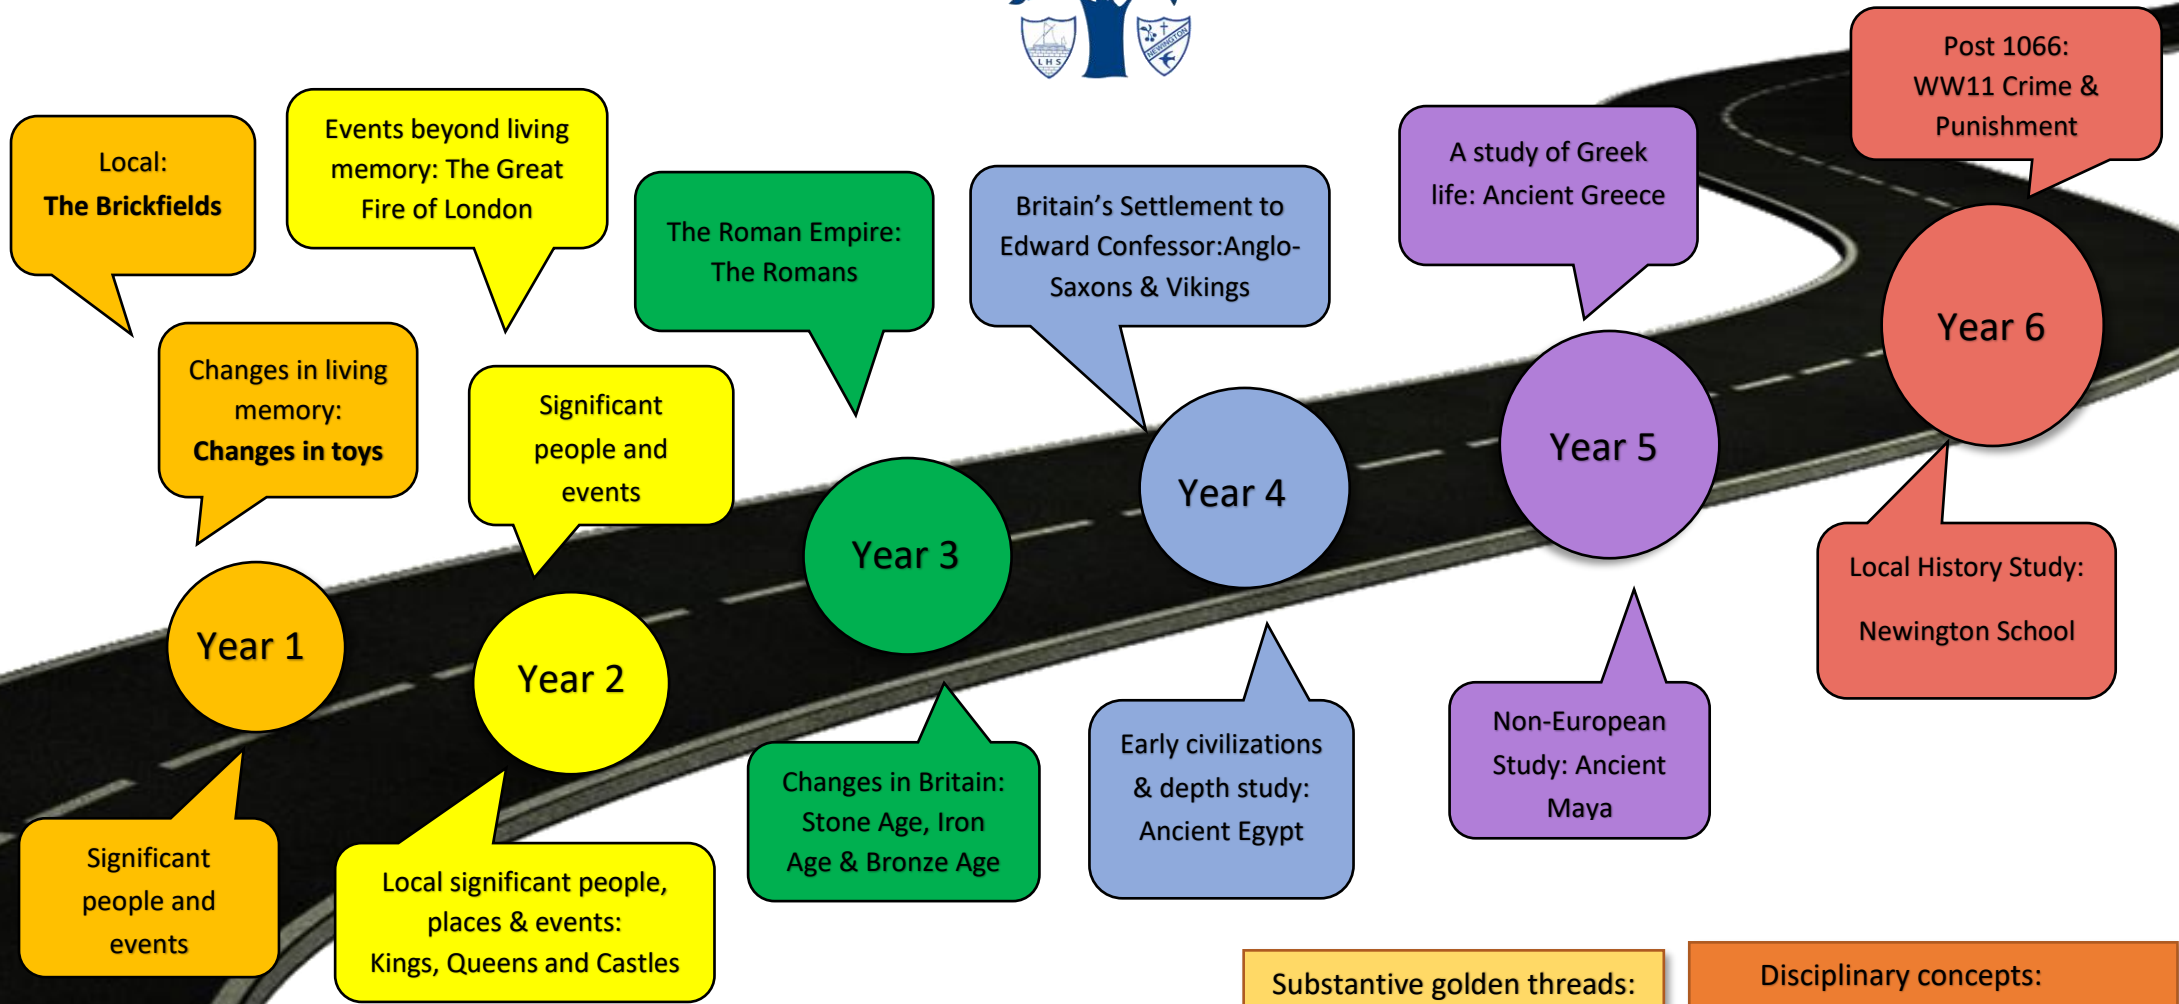 LHS
NEWINGTON
Local:
The Brickfields
Changes in living
memory:
Changes in toys
Year 1
Significant
people and
events
Events beyond living
memory: The Great
Fire of London
Significant
people and
events
Year 2
Local significant people,
places & events:
Kings, Queens and Castles
The Roman Empire:
The Romans
Year 3
Changes in Britain:
Stone Age, Iron
Age & Bronze Age
Britain’s Settlement to
Edward Confessor:Anglo-
Saxons & Vikings
Year 4
Early civilizations
& depth study:
Ancient Egypt
A study of Greek
life: Ancient Greece
Year 5
Non-European
Study: Ancient
Maya
Post 1066:
WW11 Crime &
Punishment
Year 6
Local History Study:
Newington School
Substantive golden threads:
Disciplinary concepts: